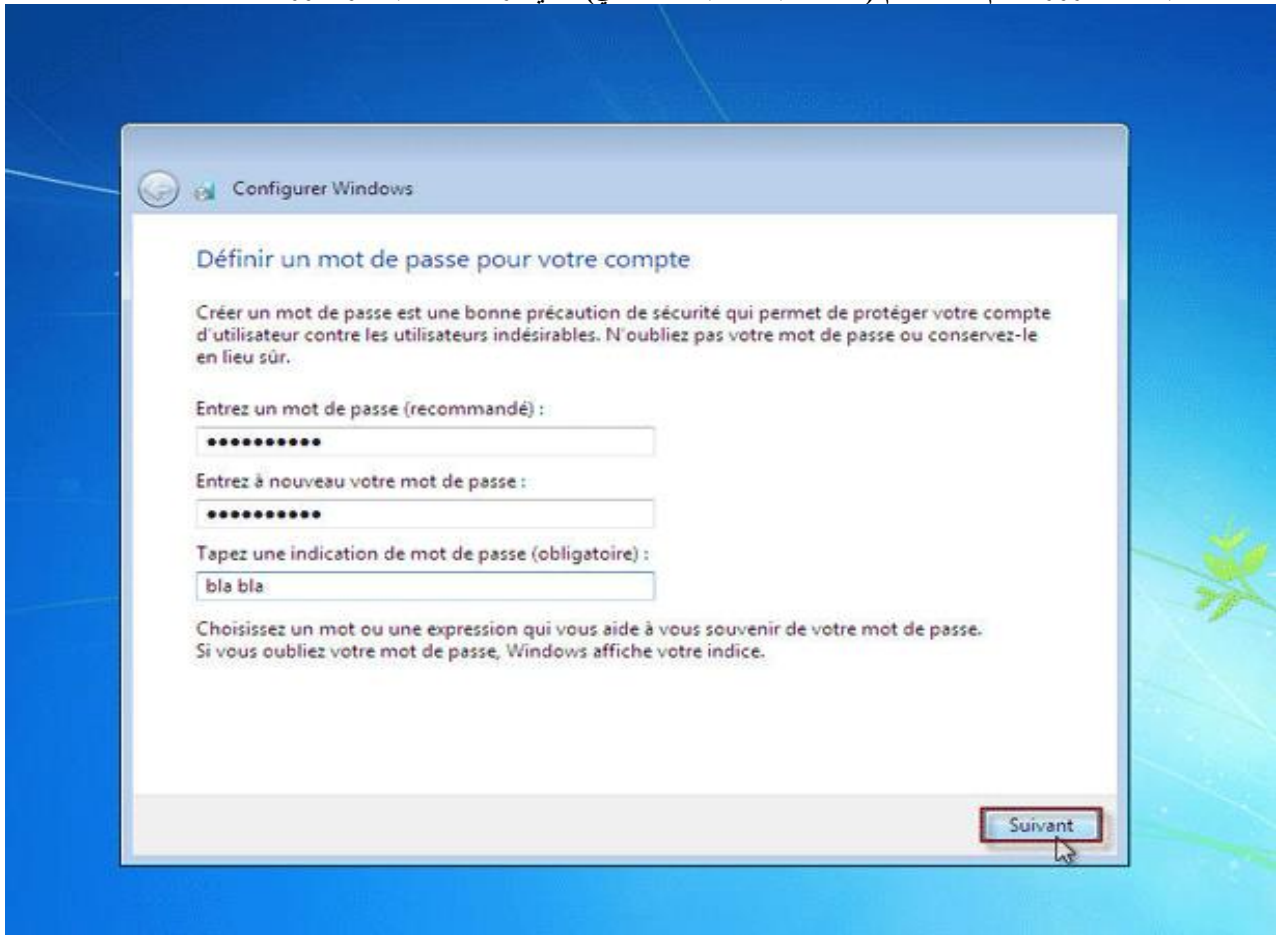 Configurer Windows
Définir un mot de passe pour votre compte
Créer un mot de passe est une bonne précaution de sécurité qui permet de protéger votre compte
d'utilisateur contre les utilisateurs indésirables. N'oubliez pas votre mot de passe ou conservez-le
en lieu sûr.
Entrez un mot de passe (recommandé) :
••••••••••
Entrez à nouveau votre mot de passe :
••••••••••
Tapez une indication de mot de passe (obligatoire) :
bla bla
Choisissez un mot ou une expression qui vous aide à vous souvenir de votre mot de passe.
Si vous oubliez votre mot de passe, Windows affiche votre indice.
Suivant